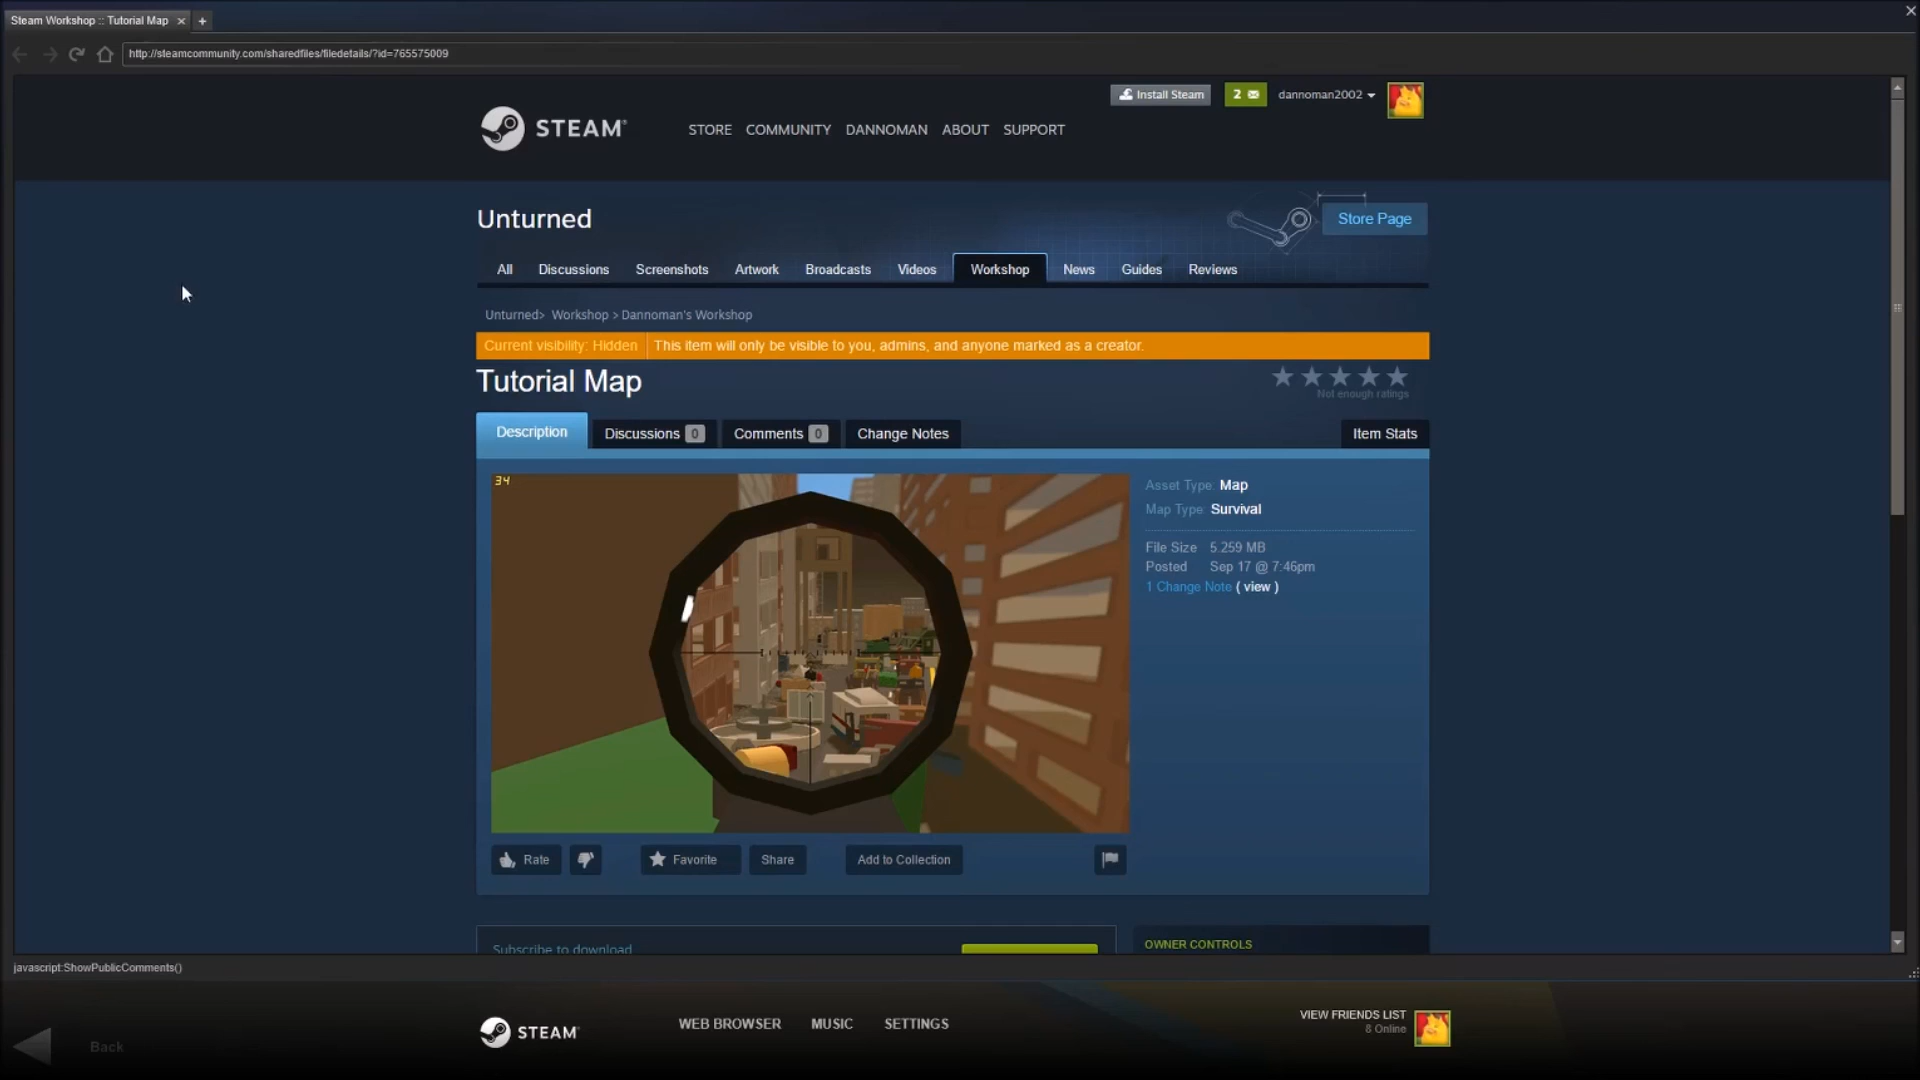 Steam Workshop :: Tutorial Map × +
http://steamcommunity.com/sharedfiles/filedetails/?id=765575009
Install Steam 2 dannoman2002
STEAM® STORE COMMUNITY DANNOMAN ABOUT SUPPORT
Unturned Store Page
All Discussions Screenshots Artwork Broadcasts Videos Workshop News Guides Reviews
Unturned> Workshop > Dannoman's Workshop
Current visibility: Hidden This item will only be visible to you, admins, and anyone marked as a creator.
Tutorial Map
Not enough ratings
Description Discussions 0 Comments 0 Change Notes Item Stats
34
Asset Type: Map
Map Type: Survival
File Size 5.259 MB
Posted Sep 17 @ 7:46pm
1 Change Note ( view )
Rate Favorite Share Add to Collection
Subscribe to download OWNER CONTROLS
javascript:ShowPublicComments()
STEAM WEB BROWSER MUSIC SETTINGS
VIEW FRIENDS LIST
8 Online
Back